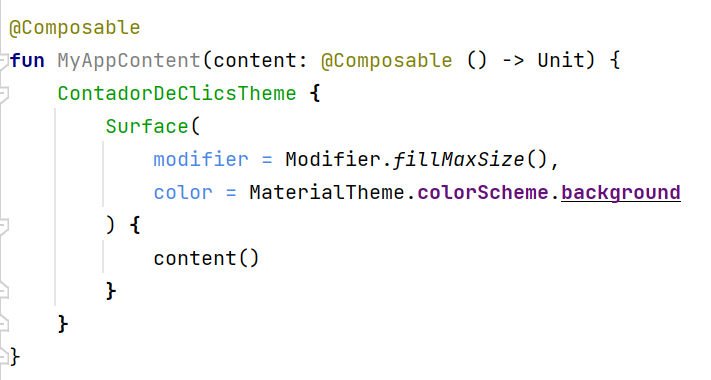 @Composable
fun MyAppContent(content: @Composable () -> Unit) {
    ContadorDeClicsTheme {
        Surface(
            modifier = Modifier.fillMaxSize(),
            color = MaterialTheme.colorScheme.background
        ) {
            content()
        }
    }
}